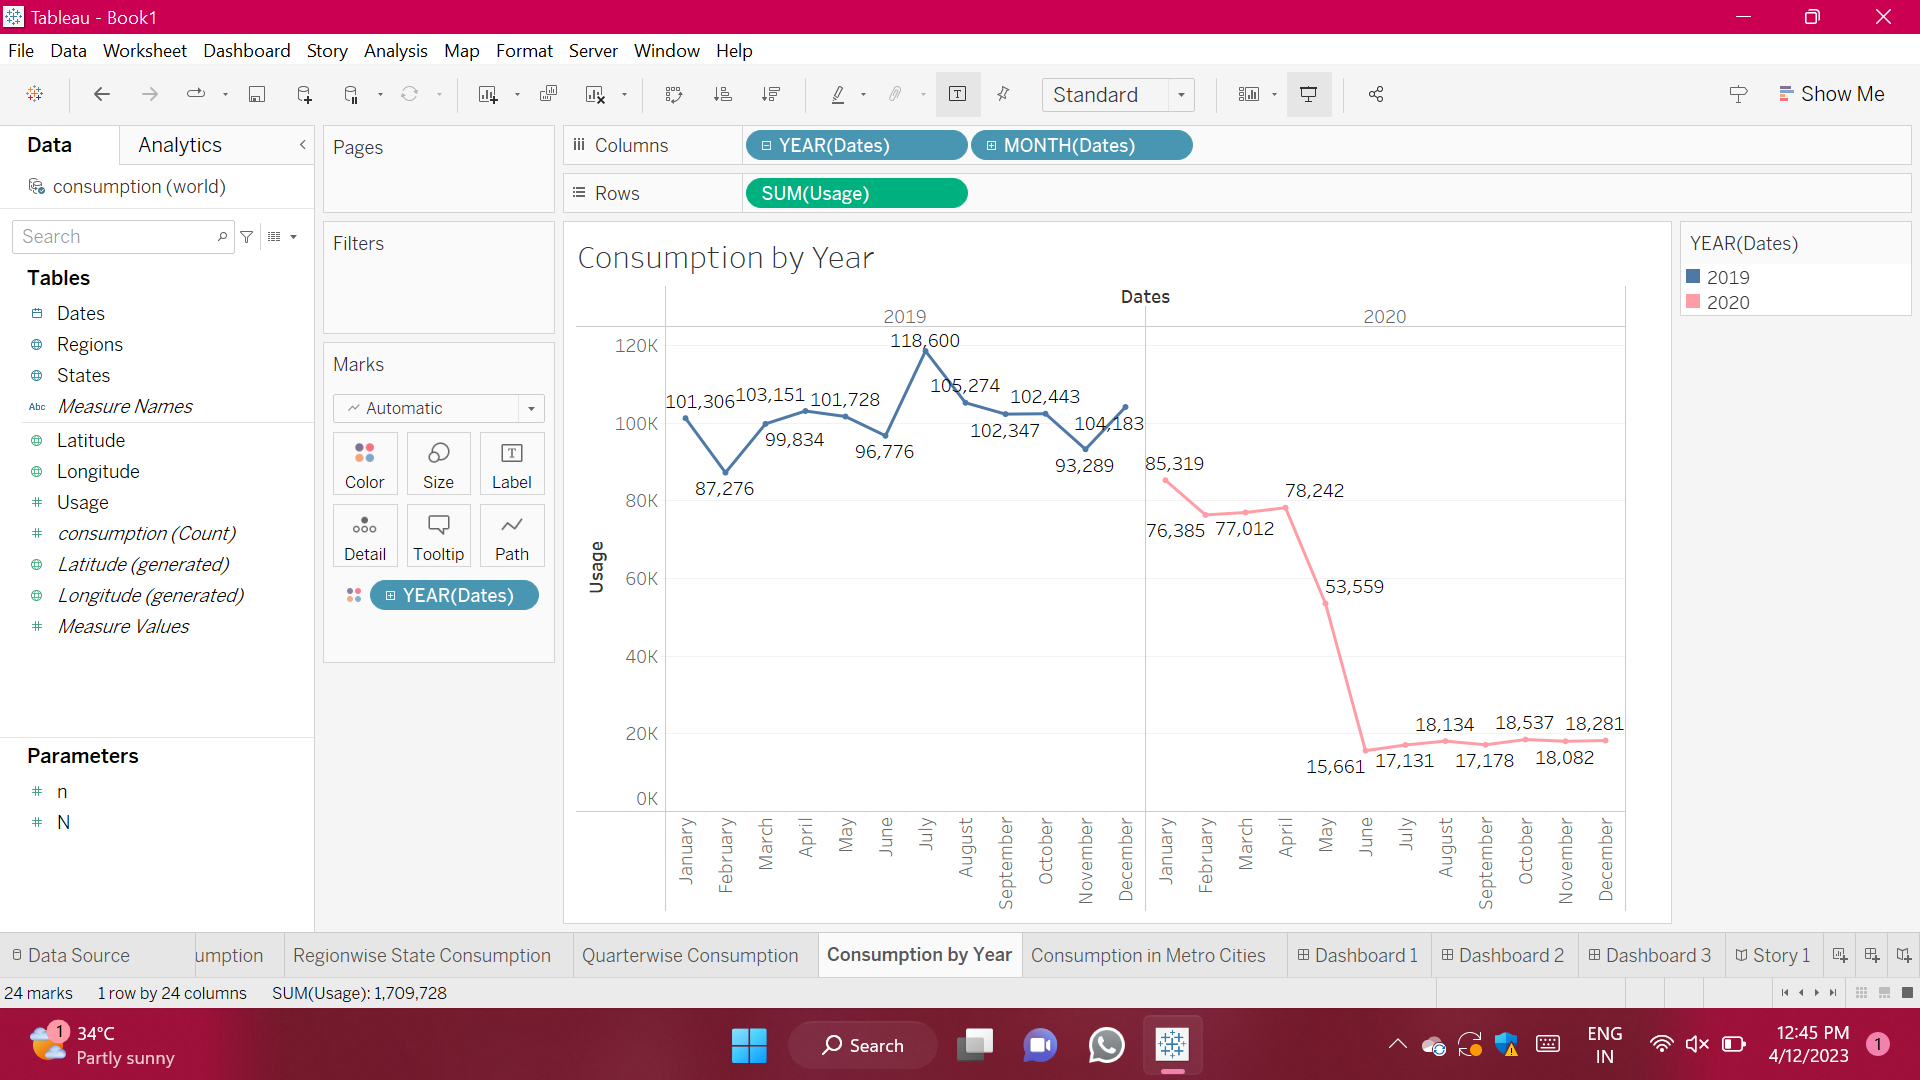 Tableau - Book1
File Data Worksheet Dashboard Story Analysis Map Format Server Window Help
Standard
Show Me
Data Analytics
consumption (world)
Search
Tables
Dates
Regions
States
Abc Measure Names
Latitude
Longitude
Usage
consumption (Count)
Latitude (generated)
Longitude (generated)
Measure Values
Parameters
n
N
Pages
Filters
Marks
Automatic
Color Size Label
Detail Tooltip Path
YEAR(Dates)
Columns YEAR(Dates) MONTH(Dates)
Rows SUM(Usage)
Consumption by Year
Dates
2019 2020
Usage
120K
100K
80K
60K
40K
20K
0K
101,306
87,276
99,834
103,151
101,728
96,776
118,600
105,274
102,347
102,443
93,289
104,183
85,319
76,385
77,012
78,242
53,559
15,661
17,131
18,134
17,178
18,537
18,082
18,281
January
February
March
April
May
June
July
August
September
October
November
December
January
February
March
April
May
June
July
August
September
October
November
December
YEAR(Dates)
2019
2020
Data Source umption Regionwise State Consumption Quarterwise Consumption Consumption by Year Consumption in Metro Cities Dashboard 1 Dashboard 2 Dashboard 3 Story 1
24 marks 1 row by 24 columns SUM(Usage): 1,709,728
1
34°C
Partly sunny
Search
ENG
IN
12:45 PM
4/12/2023
1